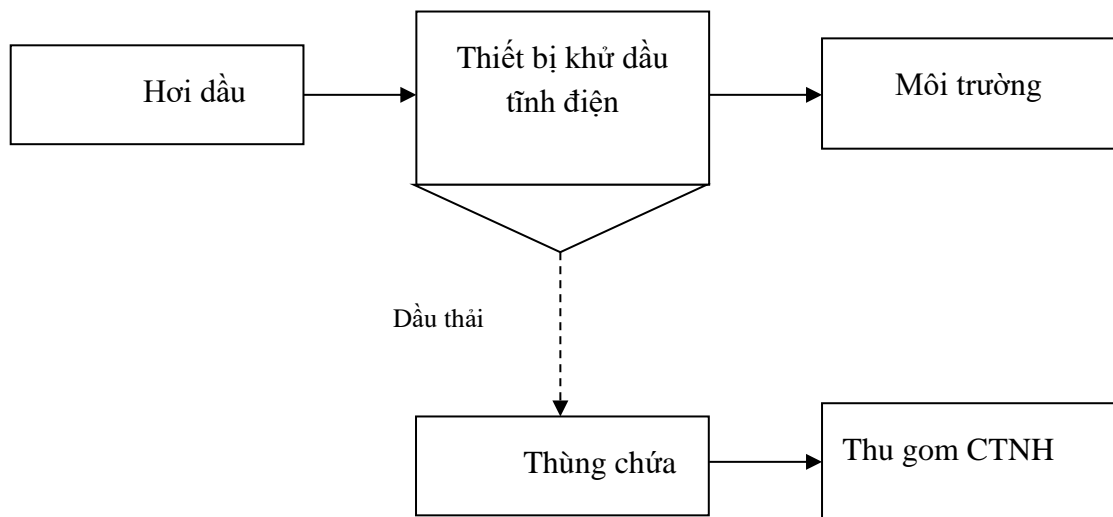 Hơi dầu
Thiết bị khử dầu
tĩnh điện
Môi trường
Dầu thải
Thùng chứa
Thu gom CTNH